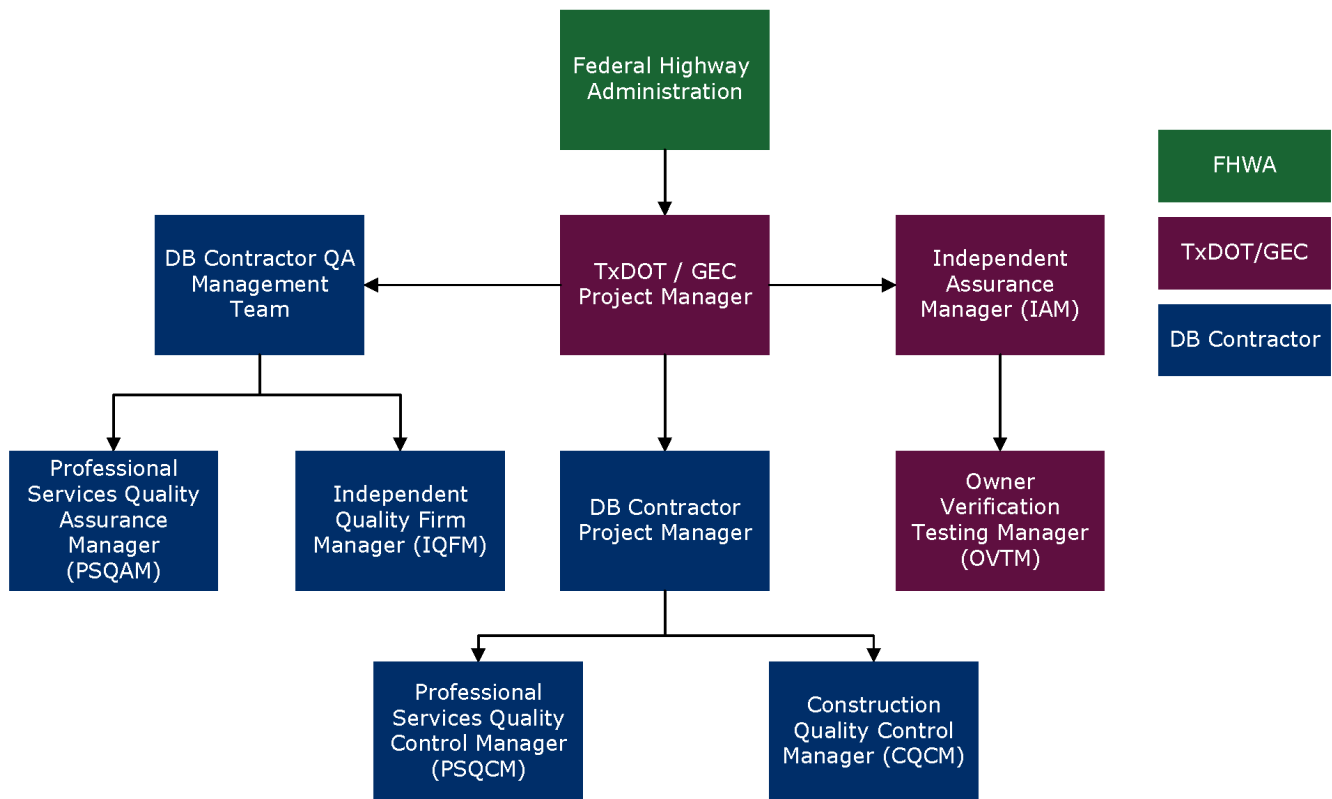 Federal Highway
Administration
FHWA
DB Contractor QA
Management
Team
TxDOT / GEC
Project Manager
Independent
Assurance
Manager (IAM)
TxDOT/GEC
DB Contractor
Professional
Services Quality
Assurance
Manager
(PSQAM)
Independent
Quality Firm
Manager (IQFM)
DB Contractor
Project Manager
Owner
Verification
Testing Manager
(OVTM)
Professional
Services Quality
Control Manager
(PSQCM)
Construction
Quality Control
Manager (CQCM)